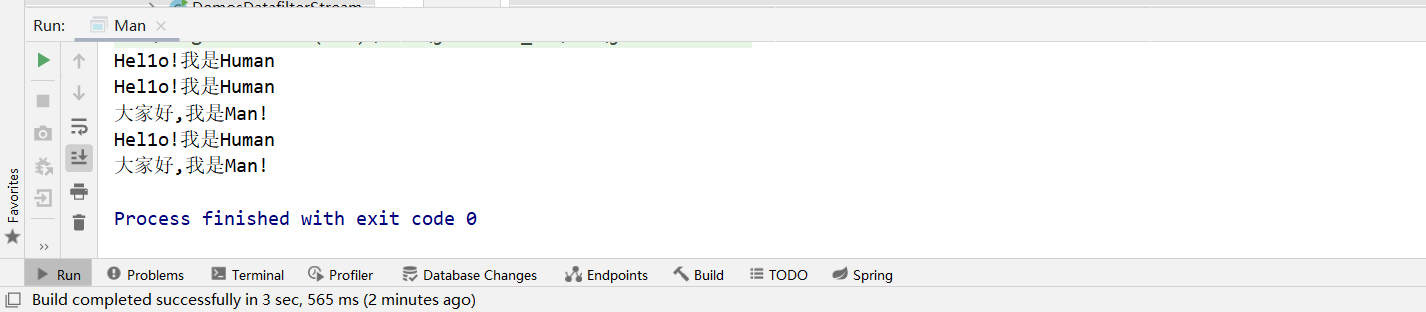 DemosDatafilterStream
Run: Man
Hel1o!我是Human
Hel1o!我是Human
大家好,我是Man!
Hel1o!我是Human
大家好,我是Man!
Process finished with exit code 0
Favorites
Run Problems Terminal Profiler Database Changes Endpoints Build TODO Spring
Build completed successfully in 3 sec, 565 ms (2 minutes ago)